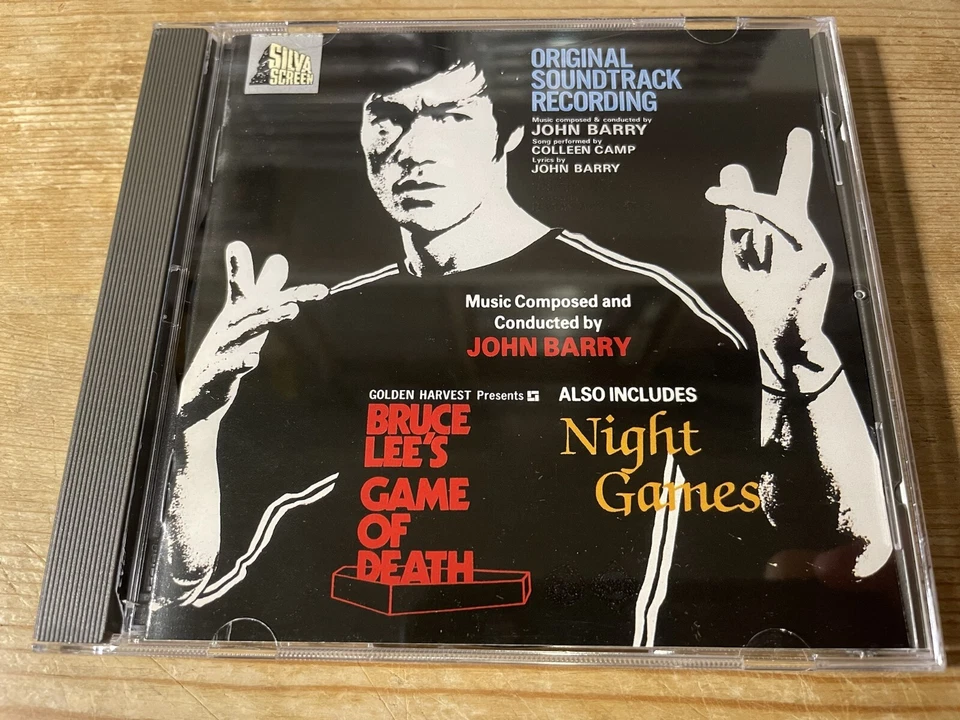 SILVA
SCREEN
ORIGINAL
SOUNDTRACK
RECORDING
Music composed & conducted by
JOHN BARRY
Song performed by
COLLEEN CAMP
Lyrics by
JOHN BARRY
Music Composed and
Conducted by
JOHN BARRY
GOLDEN HARVEST Presents
BRUCE
LEE'S
GAME
OF
DEATH
ALSO INCLUDES
Night
Games